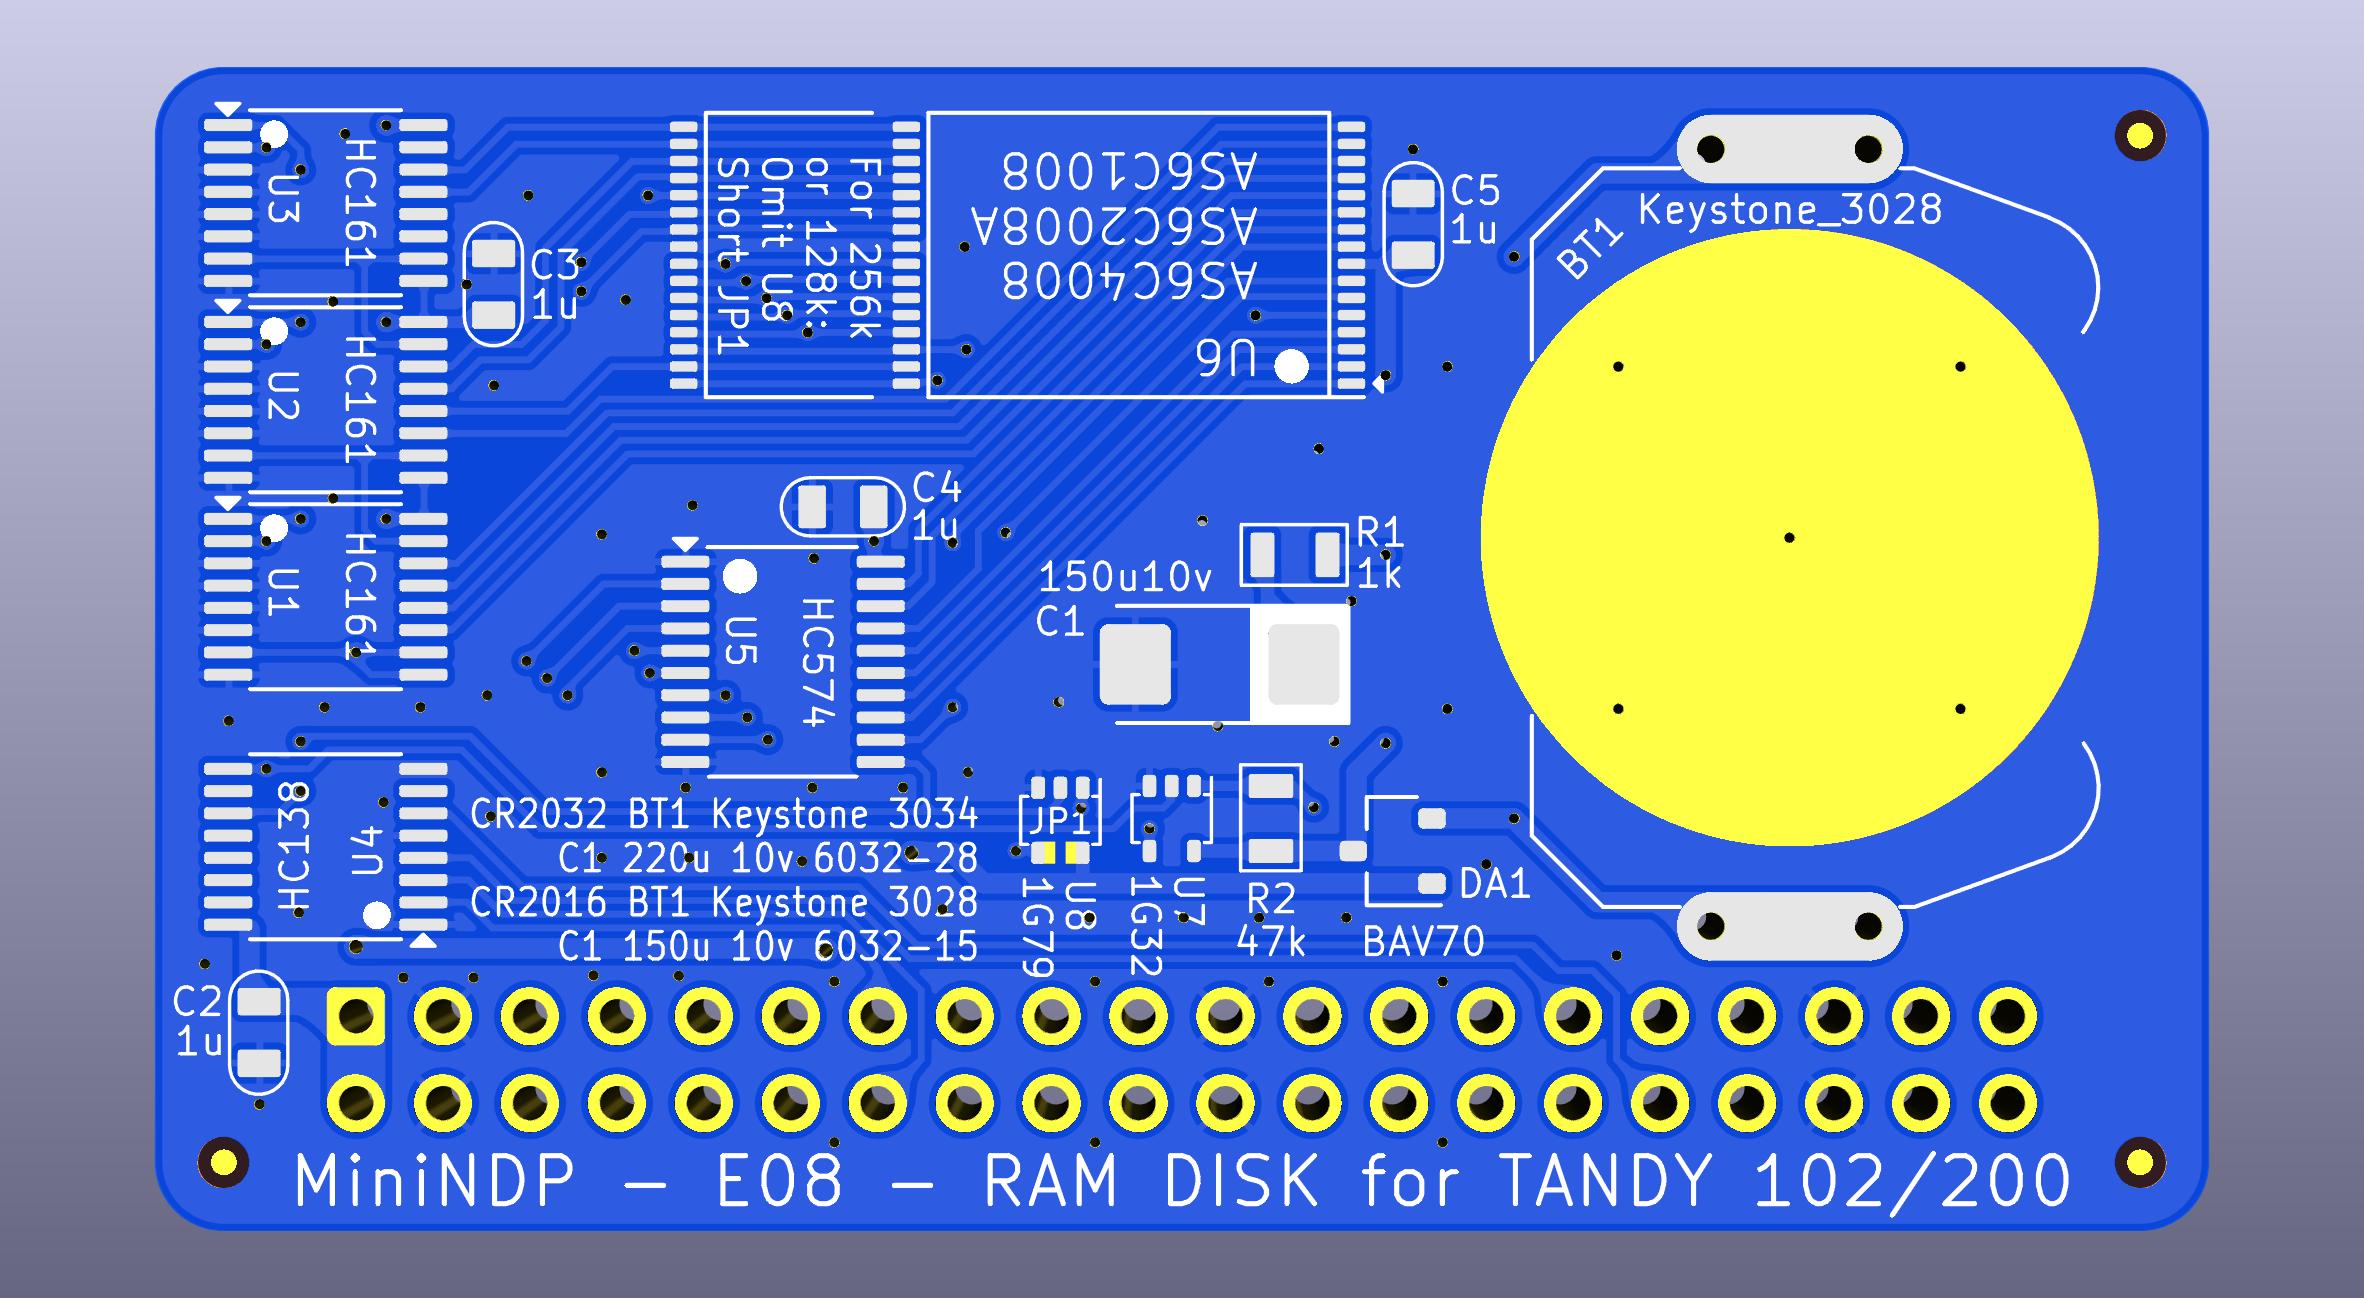 HC161
U3
C3
1u
For 256k
or 128k:
Omit U8
Short JP1
AS6C1008
AS6C2008A
AS6C4008
U6
C5
1u
Keystone_3028
BT1
HC161
U2
HC161
U1
C4
1u
HC574
U5
R1
1k
150u10v
C1
HC138
U4
CR2032 BT1 Keystone 3034
C1 220u 10v 6032-28
CR2016 BT1 Keystone 3028
C1 150u 10v 6032-15
JP1
U8
1G79
U7
1G32
R2
47k
DA1
BAV70
C2
1u
MiniNDP - E08 - RAM DISK for TANDY 102/200